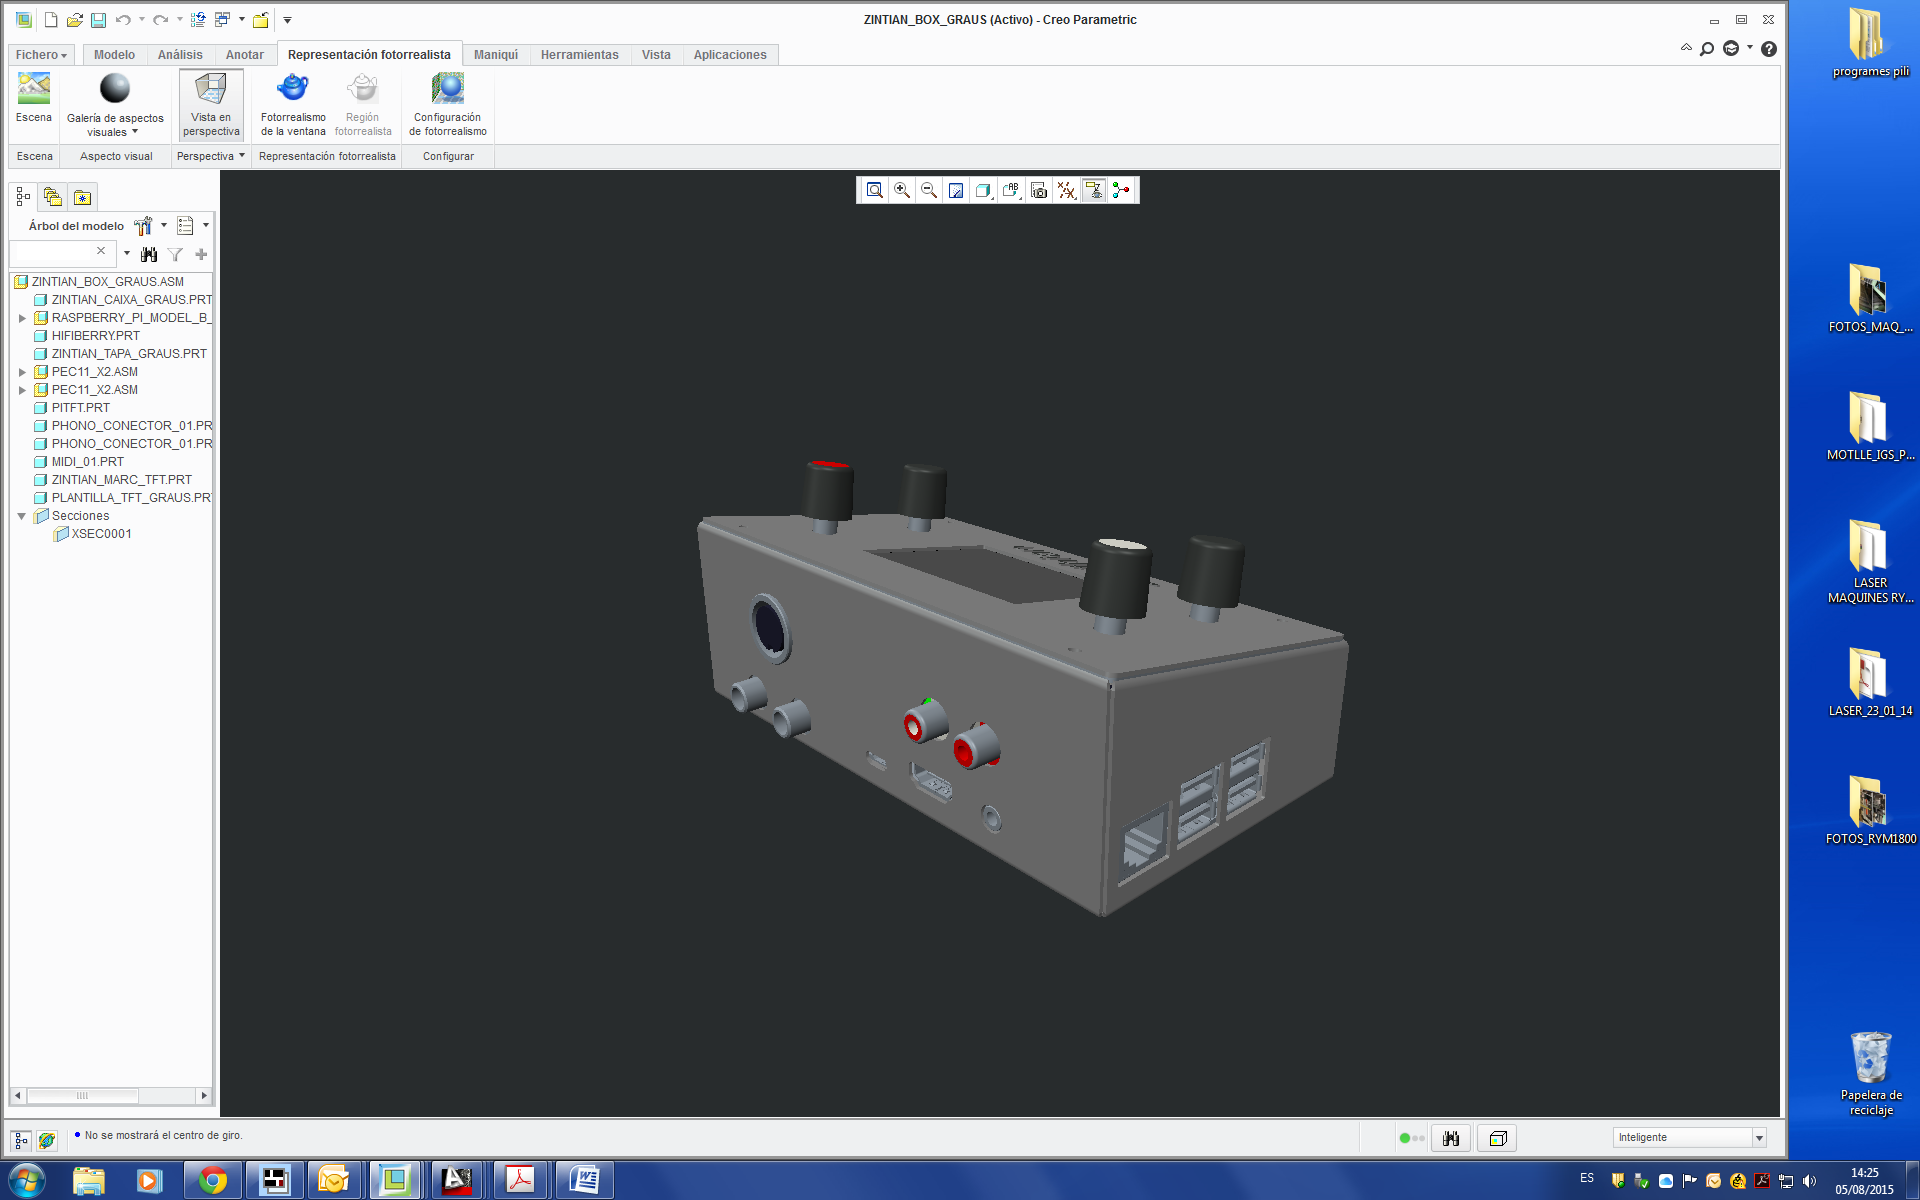 ZINTIAN_BOX_GRAUS (Activo) - Creo Parametric
Fichero
Modelo
Análisis
Anotar
Representación fotorrealista
Maniquí
Herramientas
Vista
Aplicaciones
Escena
Galería de aspectos
visuales
Vista en
perspectiva
Fotorrealismo
de la ventana
Región
fotorrealista
Configuración
de fotorrealismo
Escena
Aspecto visual
Perspectiva
Representación fotorrealista
Configurar
Árbol del modelo
ZINTIAN_BOX_GRAUS.ASM
ZINTIAN_CAIXA_GRAUS.PRT
RASPBERRY_PI_MODEL_B_
HIFIBERRY.PRT
ZINTIAN_TAPA_GRAUS.PRT
PEC11_X2.ASM
PEC11_X2.ASM
PITFT.PRT
PHONO_CONECTOR_01.PR
PHONO_CONECTOR_01.PR
MIDI_01.PRT
ZINTIAN_MARC_TFT.PRT
PLANTILLA_TFT_GRAUS.PR
Secciones
XSEC0001
No se mostrará el centro de giro.
Inteligente
programes pili
FOTOS_MAQ_...
MOTLLE_IGS_P...
LASER
MAQUINES RY...
LASER_23_01_14
FOTOS_RYM1800
Papelera de
reciclaje
ES
14:25
05/08/2015